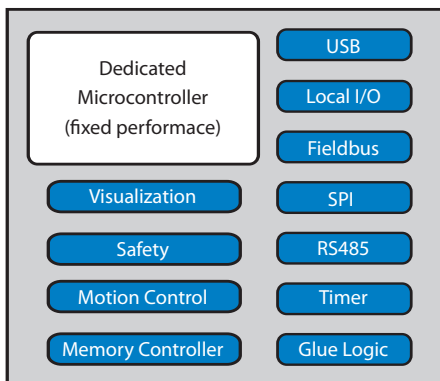 Dedicated
Microcontroller
(fixed performace)
Visualization
Safety
Motion Control
Memory Controller
USB
Local I/O
Fieldbus
SPI
RS485
Timer
Glue Logic